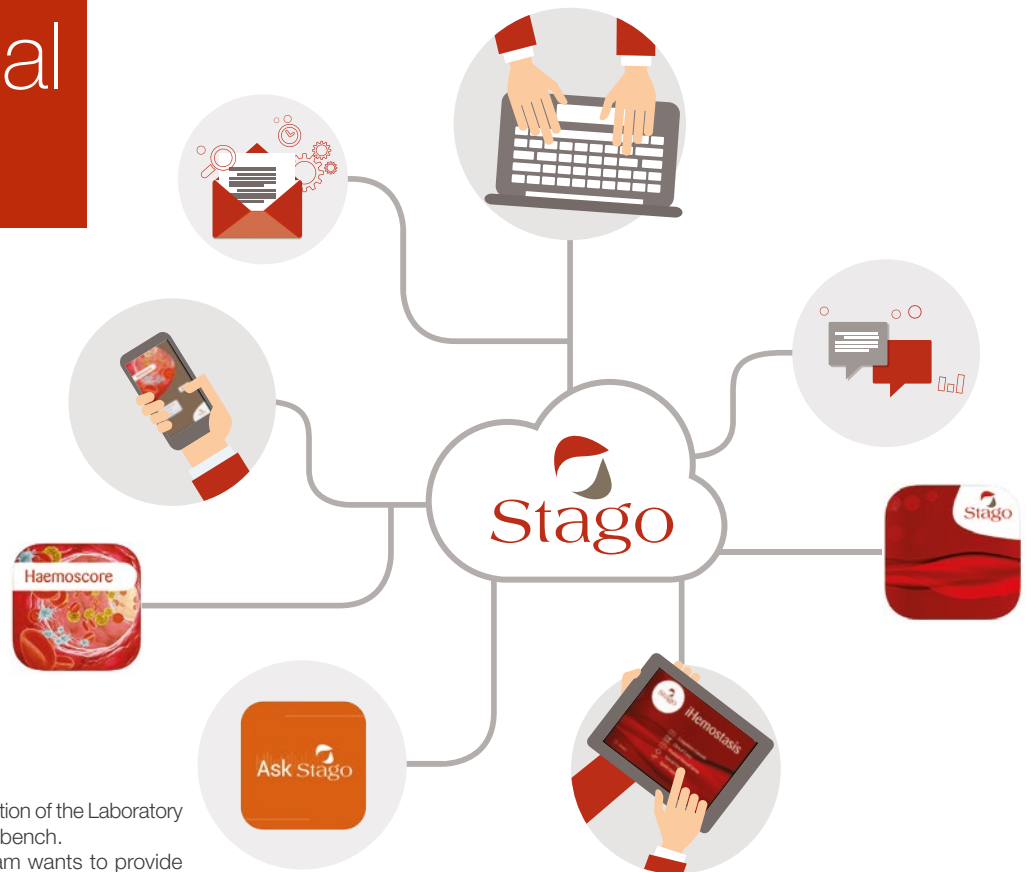 al
Stago
Stago
Haemoscore
iHemostasis
Ask Stago
tion of the Laboratory
bench.
am wants to provide